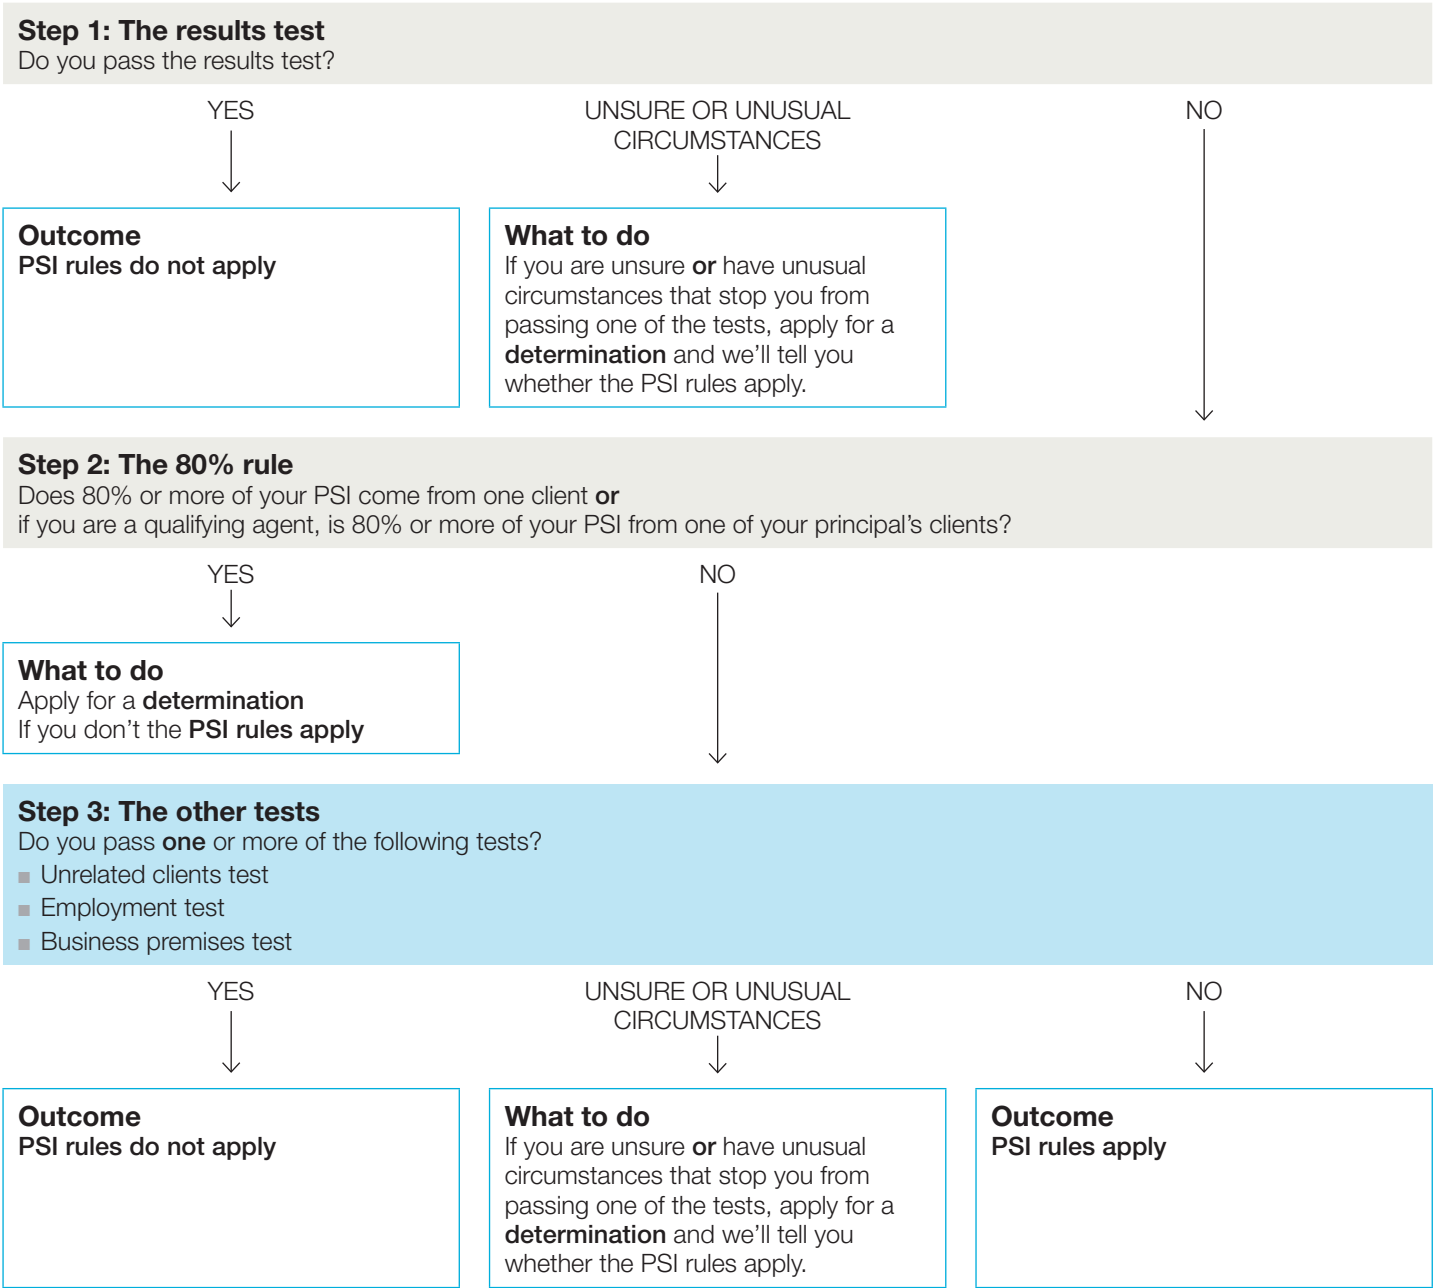 Step 1: The results test
Do you pass the results test?
YES
UNSURE OR UNUSUAL
CIRCUMSTANCES
NO
Outcome
PSI rules do not apply
What to do
If you are unsure or have unusual
circumstances that stop you from
passing one of the tests, apply for a
determination and we’ll tell you
whether the PSI rules apply.
Step 2: The 80% rule
Does 80% or more of your PSI come from one client or
if you are a qualifying agent, is 80% or more of your PSI from one of your principal’s clients?
YES
NO
What to do
Apply for a determination
If you don’t the PSI rules apply
Step 3: The other tests
Do you pass one or more of the following tests?
■ Unrelated clients test
■ Employment test
■ Business premises test
YES
UNSURE OR UNUSUAL
CIRCUMSTANCES
NO
Outcome
PSI rules do not apply
What to do
If you are unsure or have unusual
circumstances that stop you from
passing one of the tests, apply for a
determination and we’ll tell you
whether the PSI rules apply.
Outcome
PSI rules apply